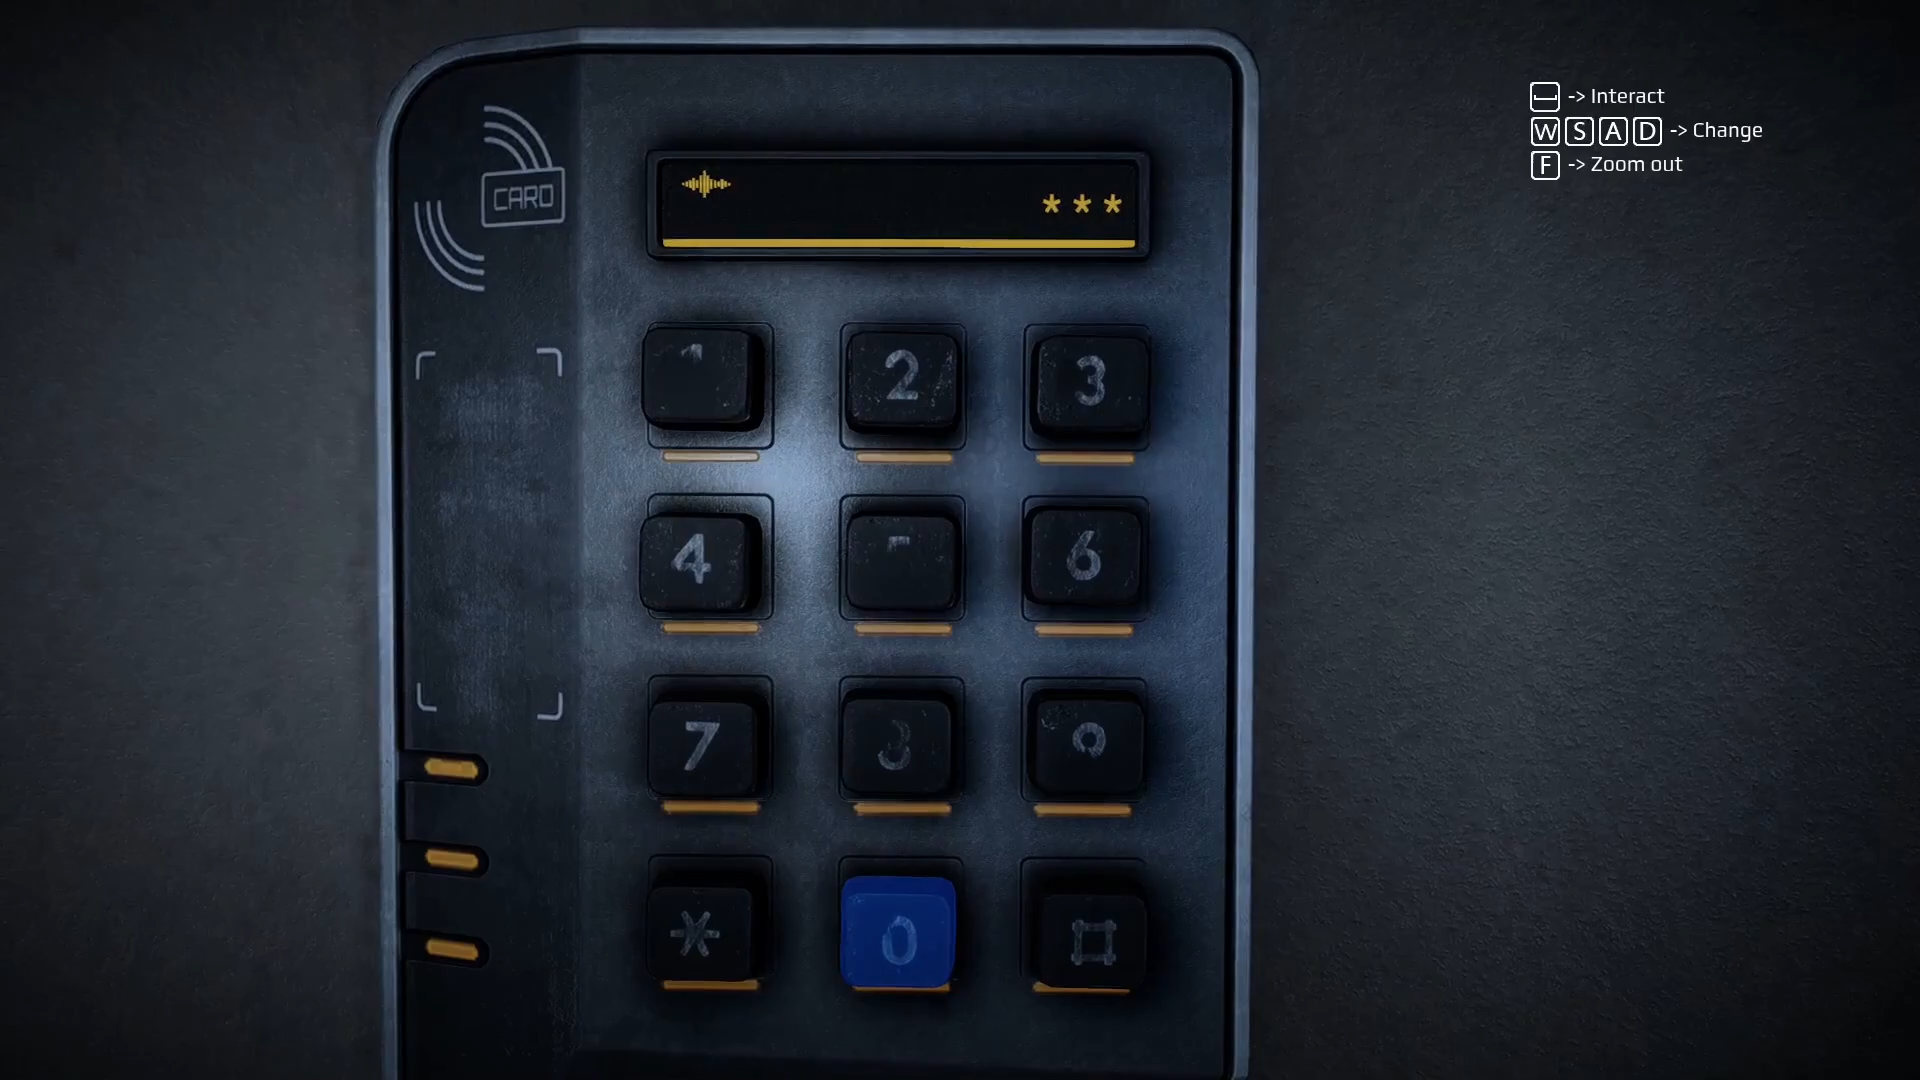 -> Interact
W S A D -> Change
F -> Zoom out
CARD
***
2 3
4 6
7
* 0